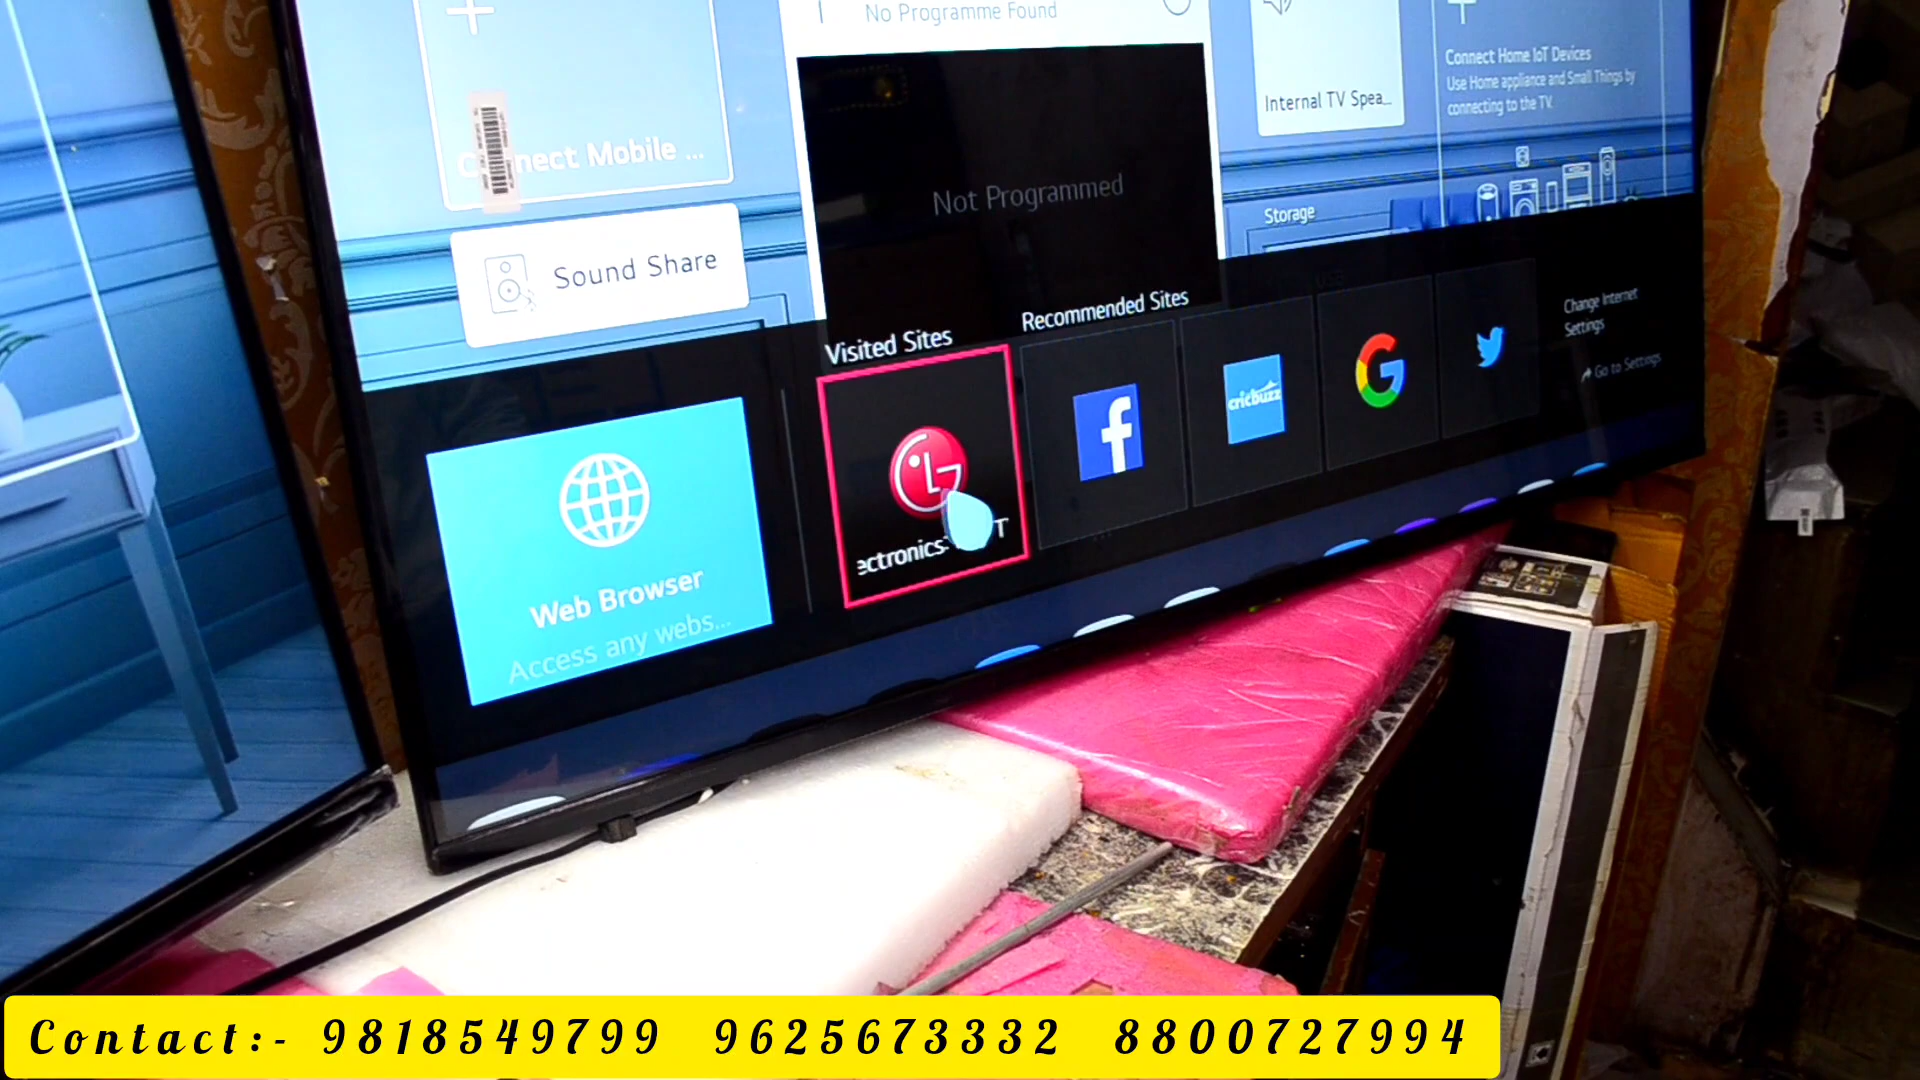 No Programme Found
Connect Home IoT Devices
Use Home appliance and Small Things by
connecting to the TV.
Internal TV Spea...
Mobile ...
Not Programmed
Storage
Sound Share
Visited Sites
Recommended Sites
Change Internet
Settings
Go to Settings
cricbuzz
ectronics
T
Web Browser
Access any webs...
Contact:- 9818549799 9625673332 8800727994